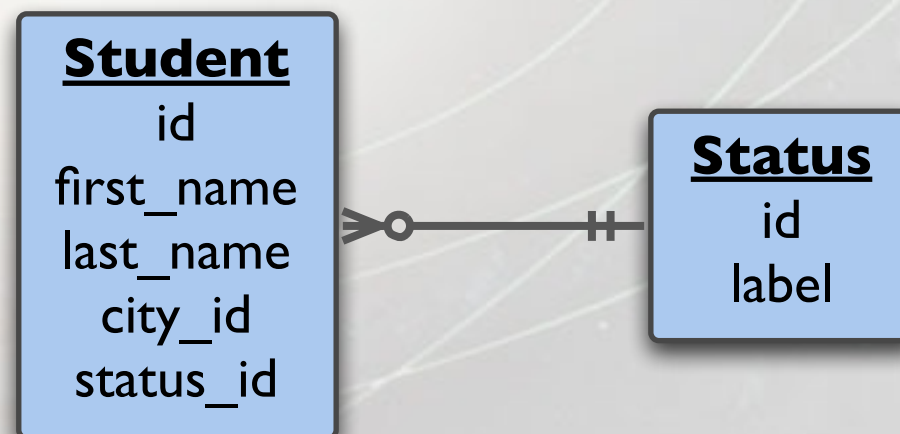 Student
id
first_name
last_name
city_id
status_id
Status
id
label